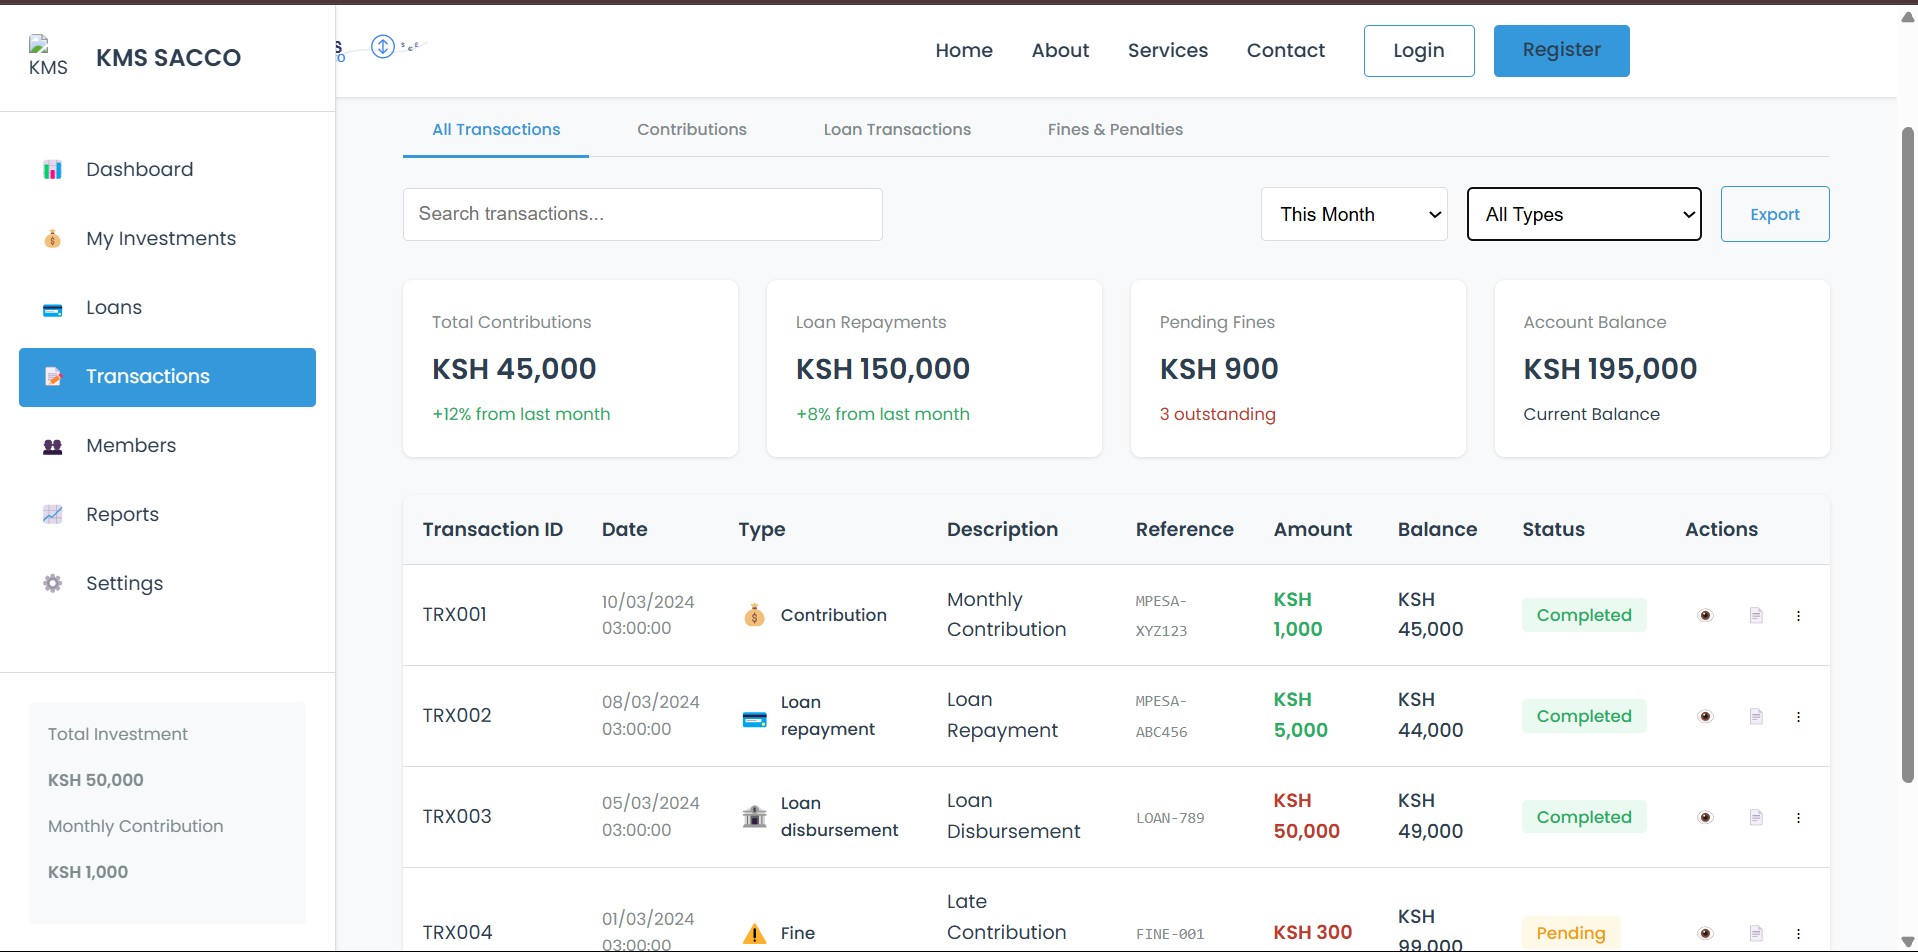 KMS
KMS SACCO
Home
About
Services
Contact
Login
Register
Dashboard
My Investments
Loans
Transactions
Members
Reports
Settings
Total Investment
KSH 50,000
Monthly Contribution
KSH 1,000
All Transactions
Contributions
Loan Transactions
Fines & Penalties
Search transactions...
This Month
All Types
Export
Total Contributions
KSH 45,000
+12% from last month
Loan Repayments
KSH 150,000
+8% from last month
Pending Fines
KSH 900
3 outstanding
Account Balance
KSH 195,000
Current Balance
Transaction ID Date Type Description Reference Amount Balance Status Actions
TRX001
10/03/2024
03:00:00
Contribution
Monthly
Contribution
MPESA-
XYZ123
KSH
1,000
KSH
45,000
Completed
TRX002
08/03/2024
03:00:00
Loan
repayment
Loan
Repayment
MPESA-
ABC456
KSH
5,000
KSH
44,000
Completed
TRX003
05/03/2024
03:00:00
Loan
disbursement
Loan
Disbursement
LOAN-789
KSH
50,000
KSH
49,000
Completed
TRX004
01/03/2024
03:00:00
Fine
Late
Contribution
FINE-001
KSH 300
KSH
99,000
Pending